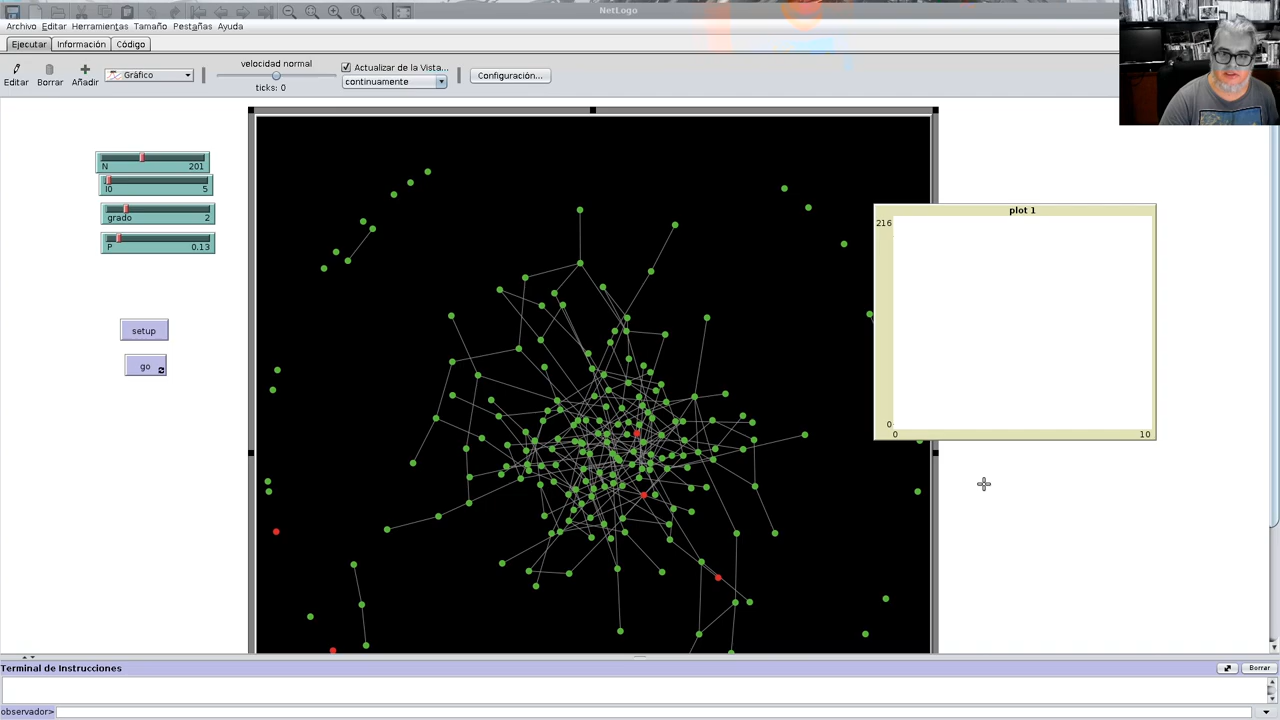 NetLogo
Archivo Editar Herramientas Tamaño Pestañas Ayuda
Ejecutar Información Código
velocidad normal
Actualizar de la Vista...
Editar Borrar Añadir
Gráfico
continuamente
Configuración...
ticks: 0
N 201
I0 5
grado 2
P 0.13
setup
go
plot 1
216
0
0 10
Terminal de Instrucciones
Borrar
observador>